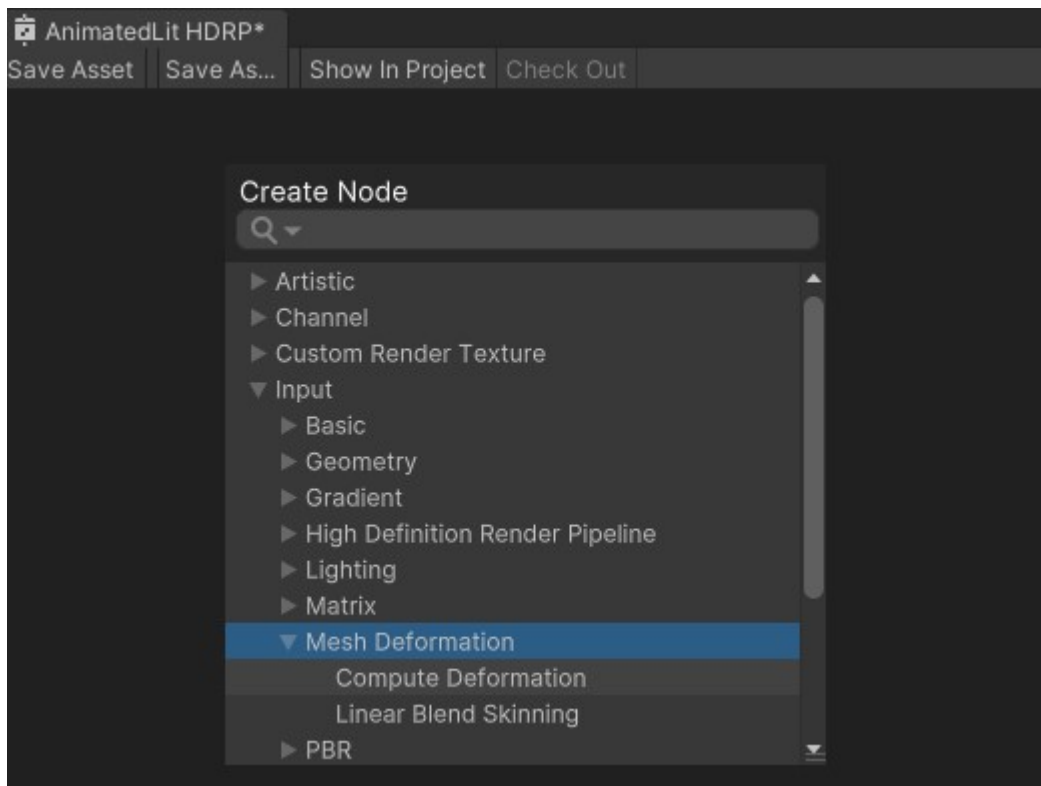 AnimatedLit HDRP*
Save Asset Save As... Show In Project Check Out
Create Node
Artistic
Channel
Custom Render Texture
Input
Basic
Geometry
Gradient
High Definition Render Pipeline
Lighting
Matrix
Mesh Deformation
Compute Deformation
Linear Blend Skinning
PBR